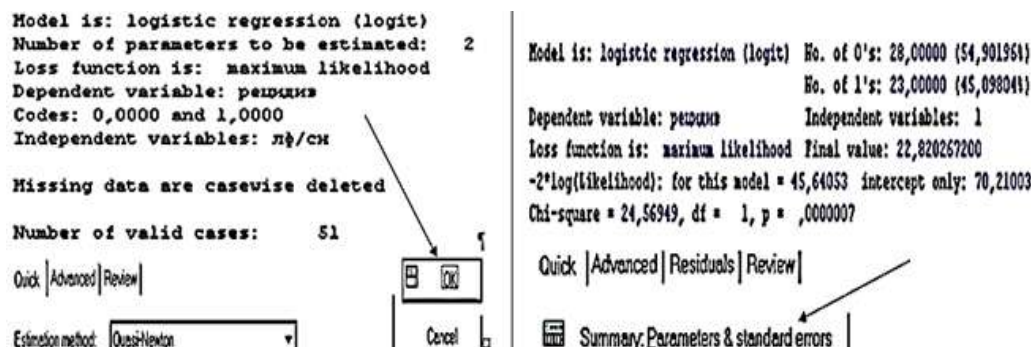 Model is: logistic regression (logit)
Number of parameters to be estimated: 2
Loss function is: maximum likelihood
Dependent variable: рецидив
Codes: 0,0000 and 1,0000
Independent variables: лф/сн
Missing data are casewise deleted
Number of valid cases: 51
Quick Advanced Review
OK
Estimation method: Quasi-Newton
Cancel
Model is: logistic regression (logit) No. of 0's: 28,00000 (54,90196%)
No. of 1's: 23,00000 (45,09804%)
Dependent variable: рецидив Independent variables: 1
Loss function is: maximum likelihood Final value: 22,820267200
-2*log(Likelihood): for this model = 45,64053 intercept only: 70,21003
Chi-square = 24,56949, df = 1, p = ,0000007
Quick Advanced Residuals Review
Summary: Parameters & standard errors